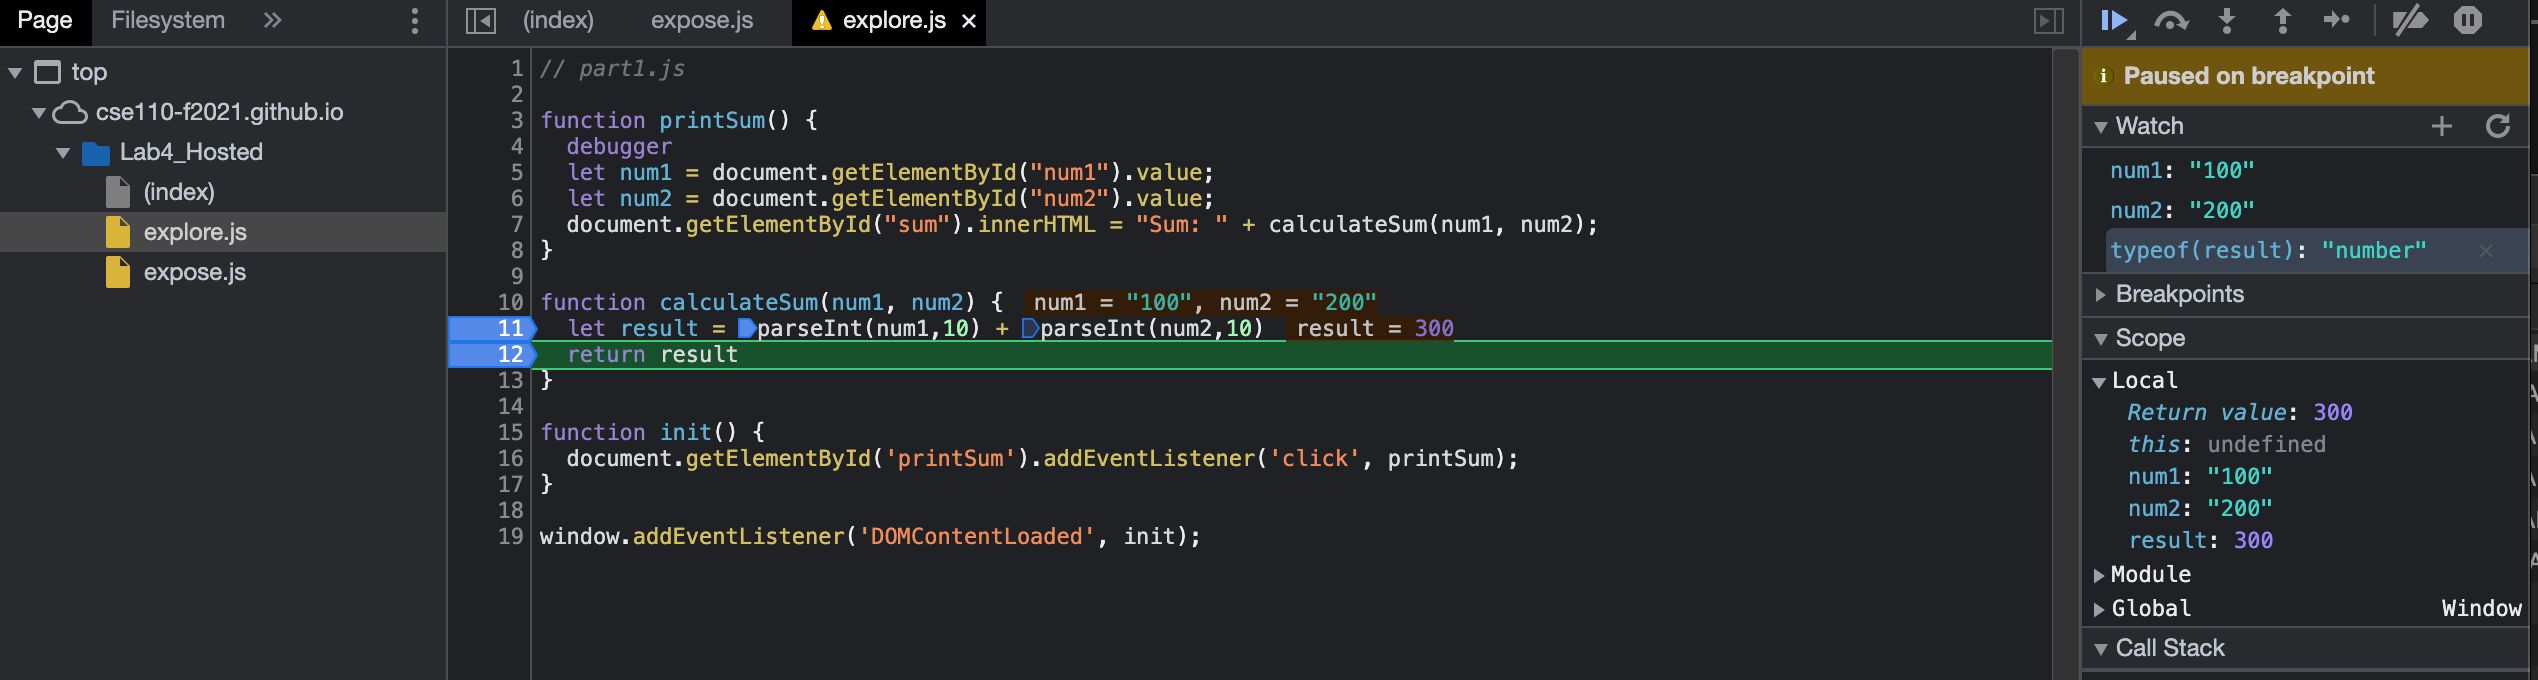 Page Filesystem »
top
cse110-f2021.github.io
Lab4_Hosted
(index)
explore.js
expose.js
(index) expose.js explore.js ×
1 // part1.js
2
3 function printSum() {
4   debugger
5   let num1 = document.getElementById("num1").value;
6   let num2 = document.getElementById("num2").value;
7   document.getElementById("sum").innerHTML = "Sum: " + calculateSum(num1, num2);
8 }
9
10 function calculateSum(num1, num2) { num1 = "100", num2 = "200"
11   let result = parseInt(num1,10) + parseInt(num2,10) result = 300
12   return result
13 }
14
15 function init() {
16   document.getElementById('printSum').addEventListener('click', printSum);
17 }
18
19 window.addEventListener('DOMContentLoaded', init);
Paused on breakpoint
Watch
num1: "100"
num2: "200"
typeof(result): "number"
Breakpoints
Scope
Local
Return value: 300
this: undefined
num1: "100"
num2: "200"
result: 300
Module
Global Window
Call Stack